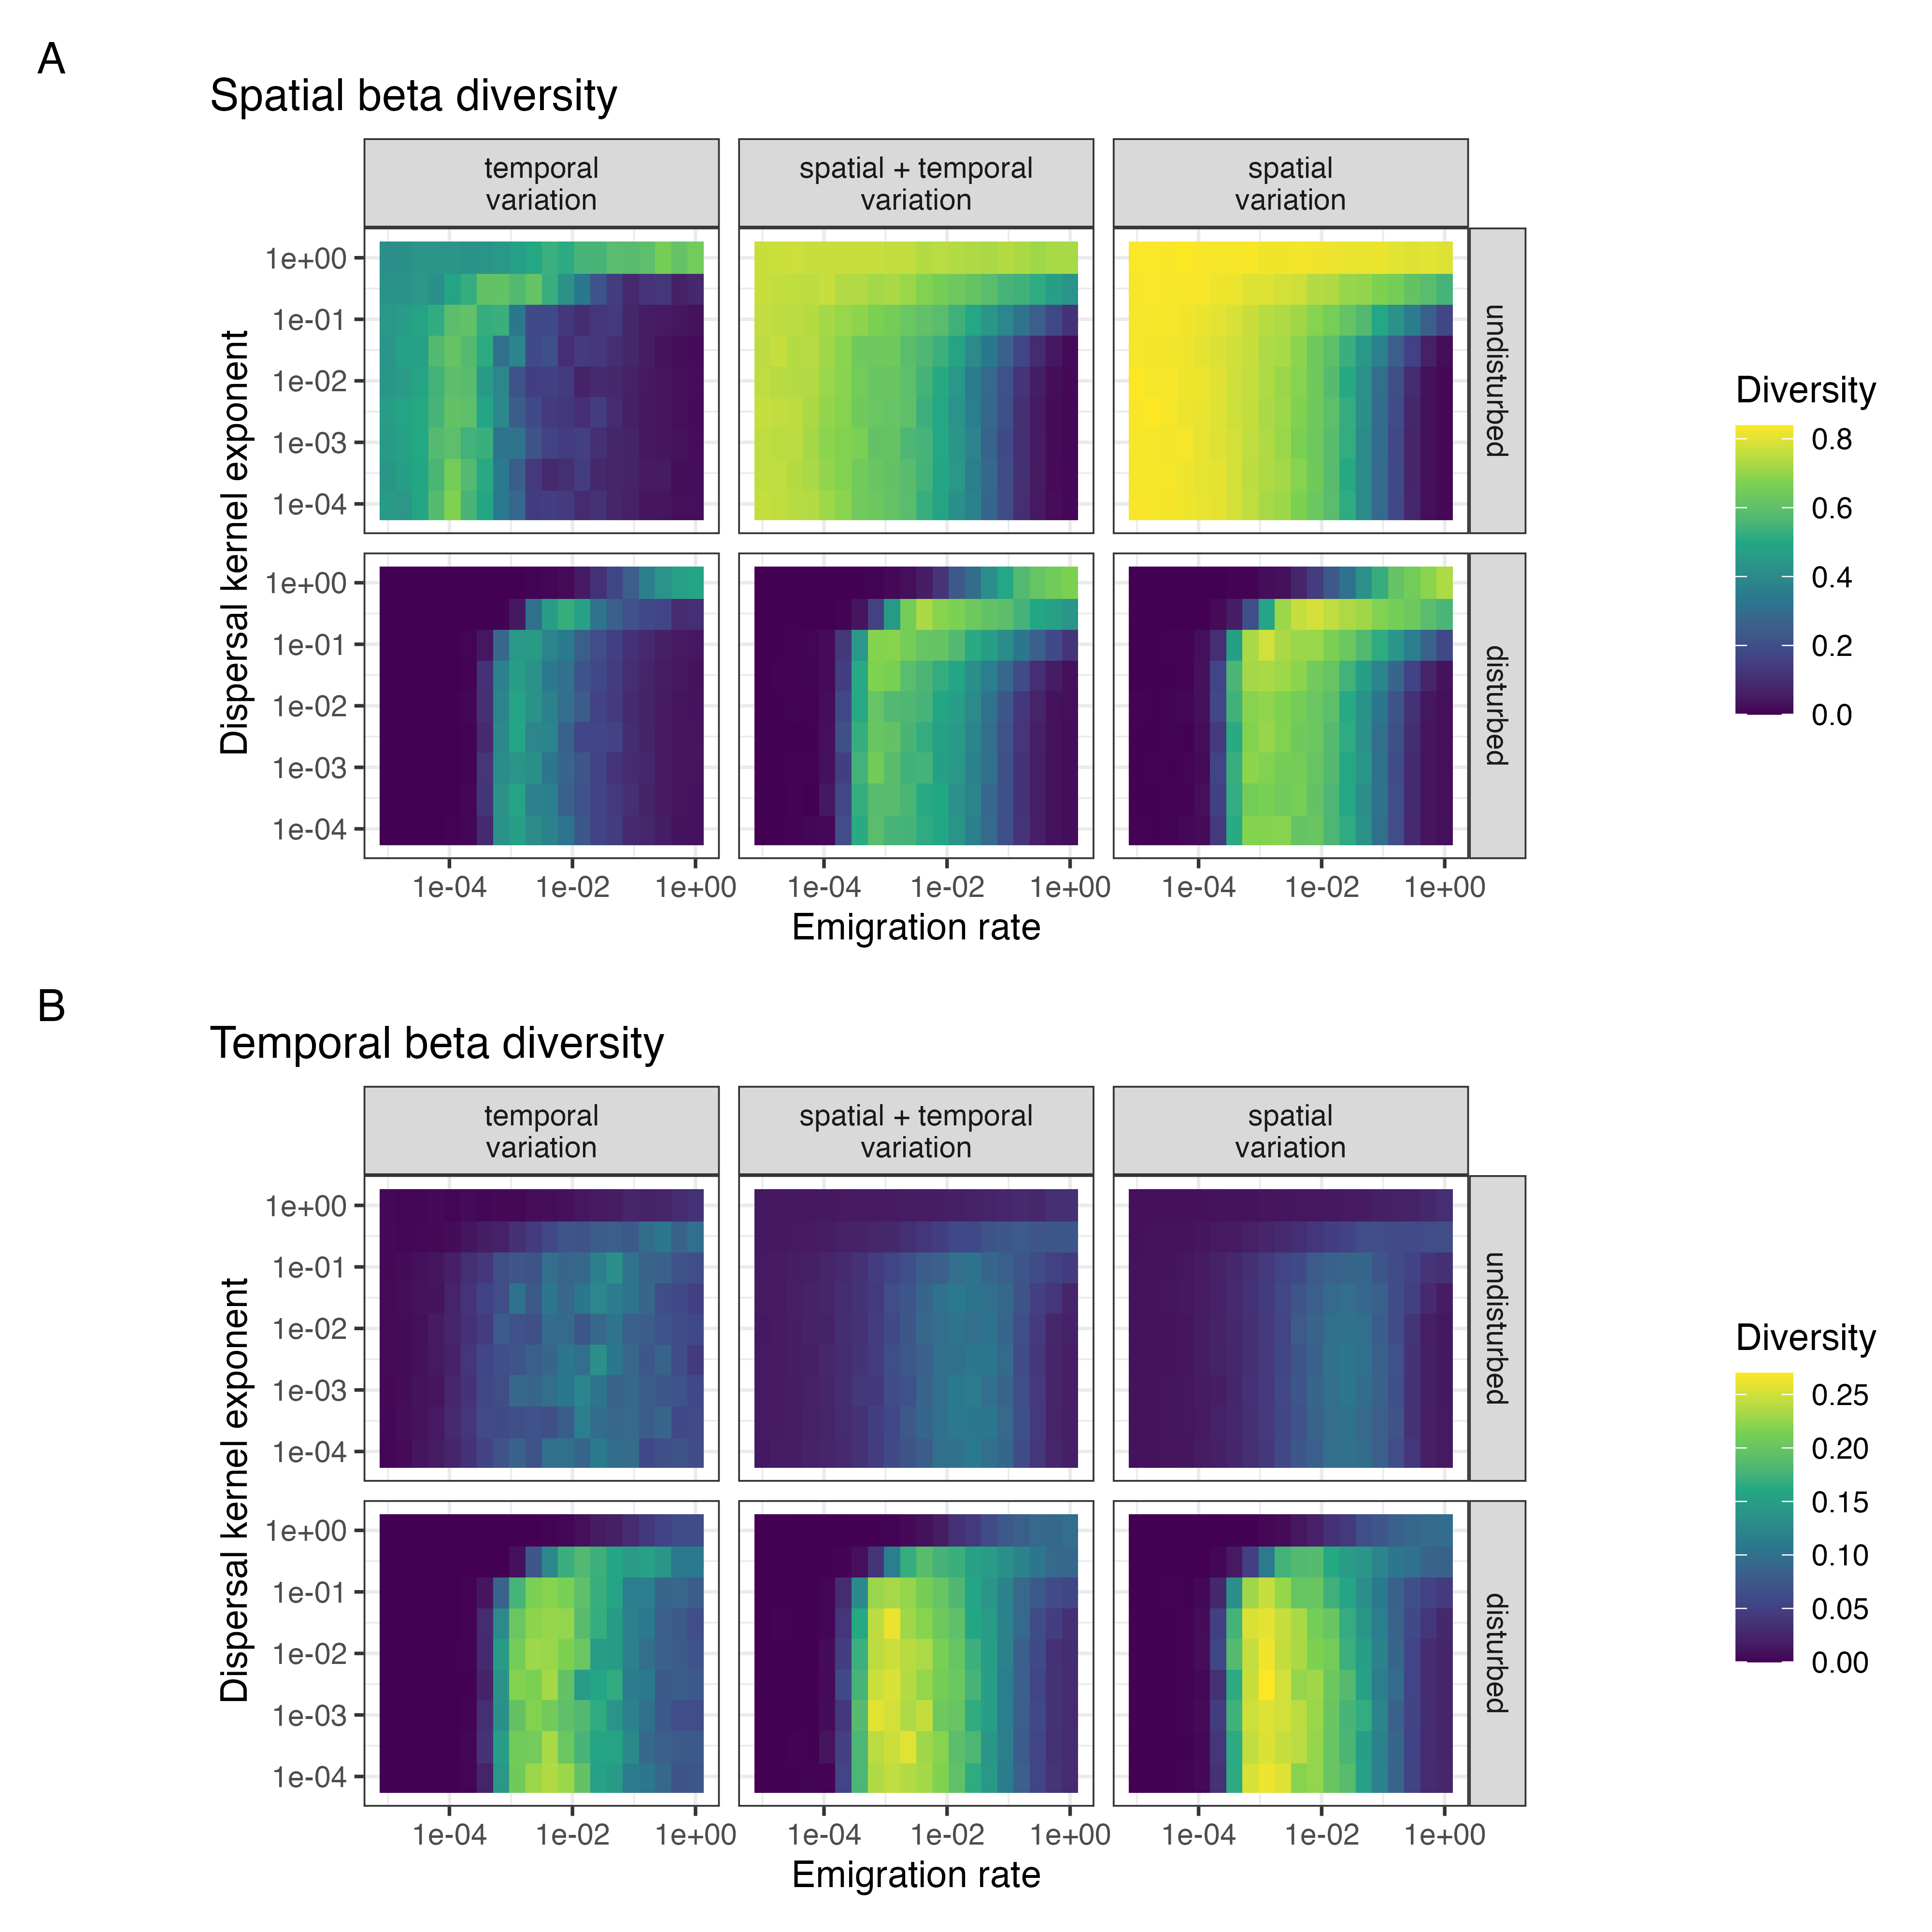 A
Spatial beta diversity
temporal
variation
spatial + temporal
variation
spatial
variation
1e+00
1e-01
1e-02
1e-03
1e-04
undisturbed
1e+00
1e-01
1e-02
1e-03
1e-04
disturbed
Dispersal kernel exponent
1e-04 1e-02 1e+00 1e-04 1e-02 1e+00 1e-04 1e-02 1e+00
Emigration rate
Diversity
0.8
0.6
0.4
0.2
0.0
B
Temporal beta diversity
temporal
variation
spatial + temporal
variation
spatial
variation
1e+00
1e-01
1e-02
1e-03
1e-04
undisturbed
1e+00
1e-01
1e-02
1e-03
1e-04
disturbed
Dispersal kernel exponent
1e-04 1e-02 1e+00 1e-04 1e-02 1e+00 1e-04 1e-02 1e+00
Emigration rate
Diversity
0.25
0.20
0.15
0.10
0.05
0.00